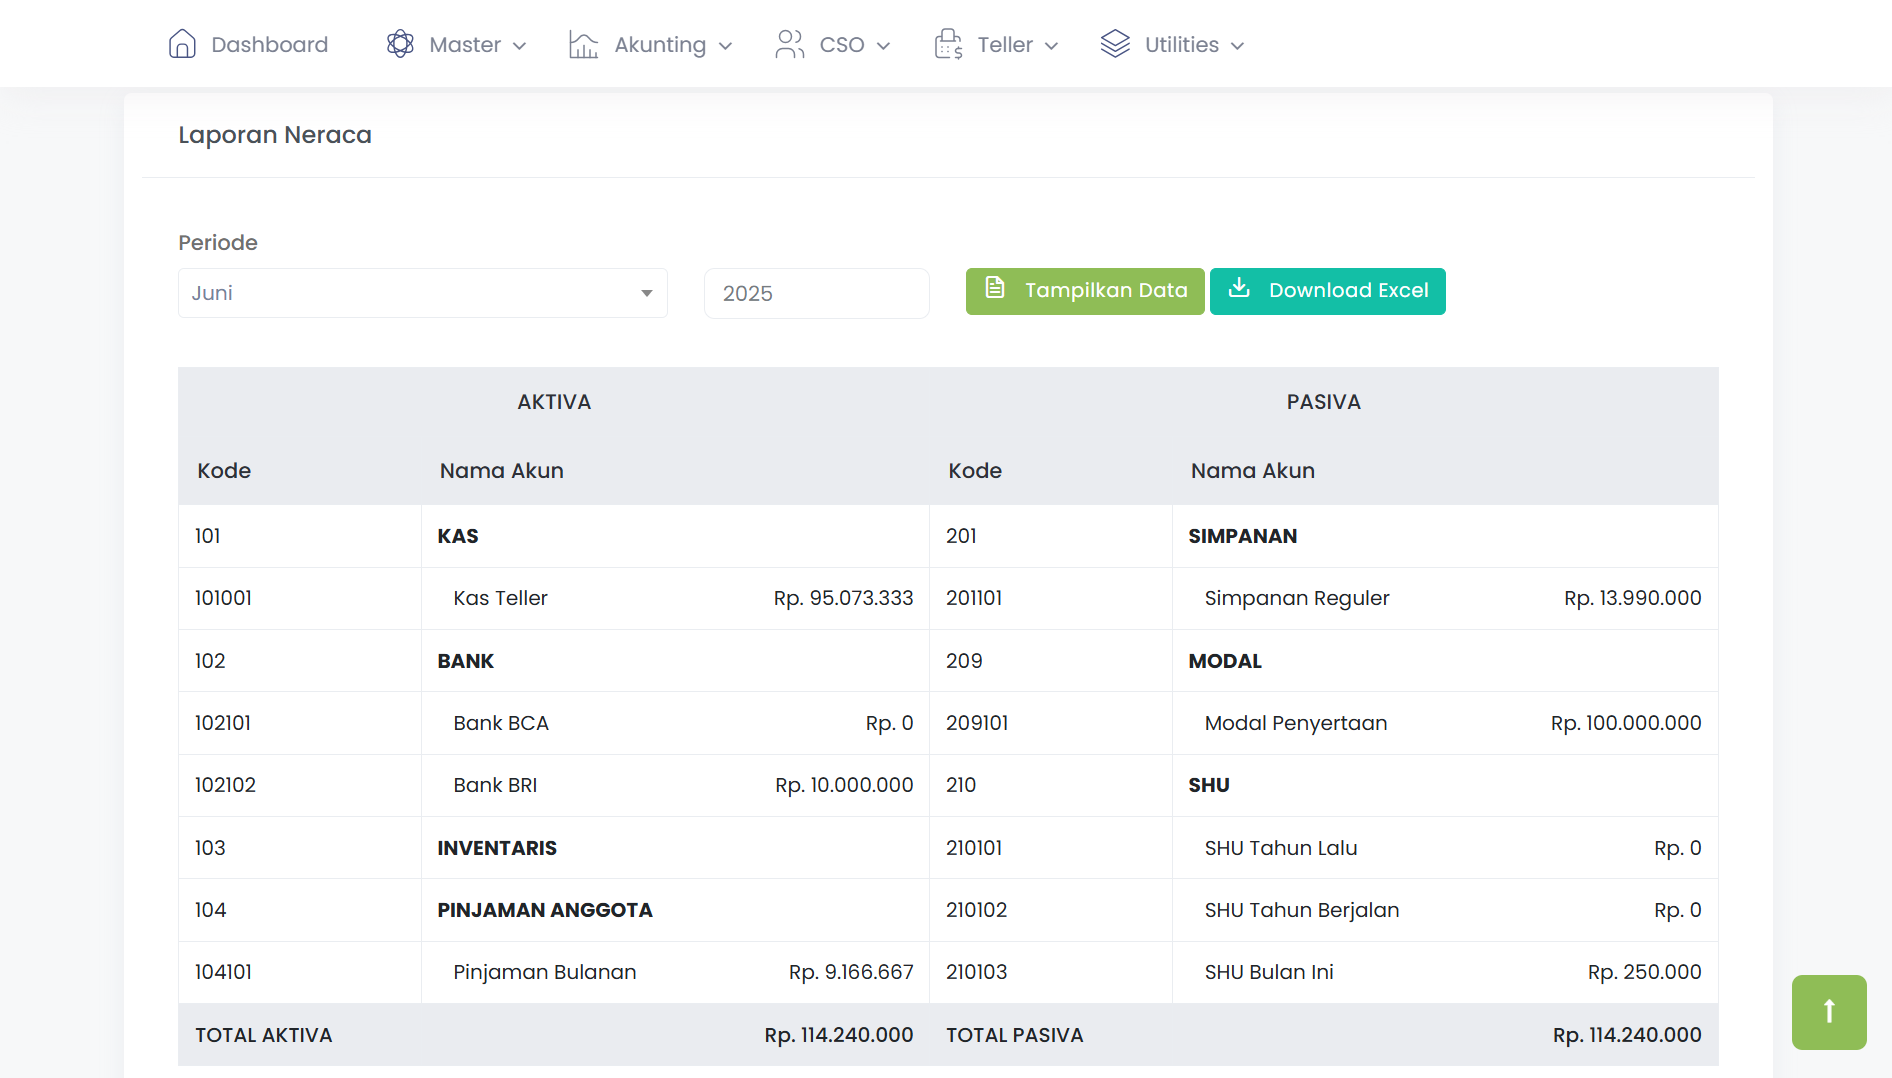 Dashboard Master Akunting CSO Teller Utilities
Laporan Neraca
Periode
Juni 2025 Tampilkan Data Download Excel
AKTIVA PASIVA
Kode Nama Akun Kode Nama Akun
101 KAS 201 SIMPANAN
101001 Kas Teller Rp. 95.073.333 201101 Simpanan Reguler Rp. 13.990.000
102 BANK 209 MODAL
102101 Bank BCA Rp. 0 209101 Modal Penyertaan Rp. 100.000.000
102102 Bank BRI Rp. 10.000.000 210 SHU
103 INVENTARIS 210101 SHU Tahun Lalu Rp. 0
104 PINJAMAN ANGGOTA 210102 SHU Tahun Berjalan Rp. 0
104101 Pinjaman Bulanan Rp. 9.166.667 210103 SHU Bulan Ini Rp. 250.000
TOTAL AKTIVA Rp. 114.240.000 TOTAL PASIVA Rp. 114.240.000